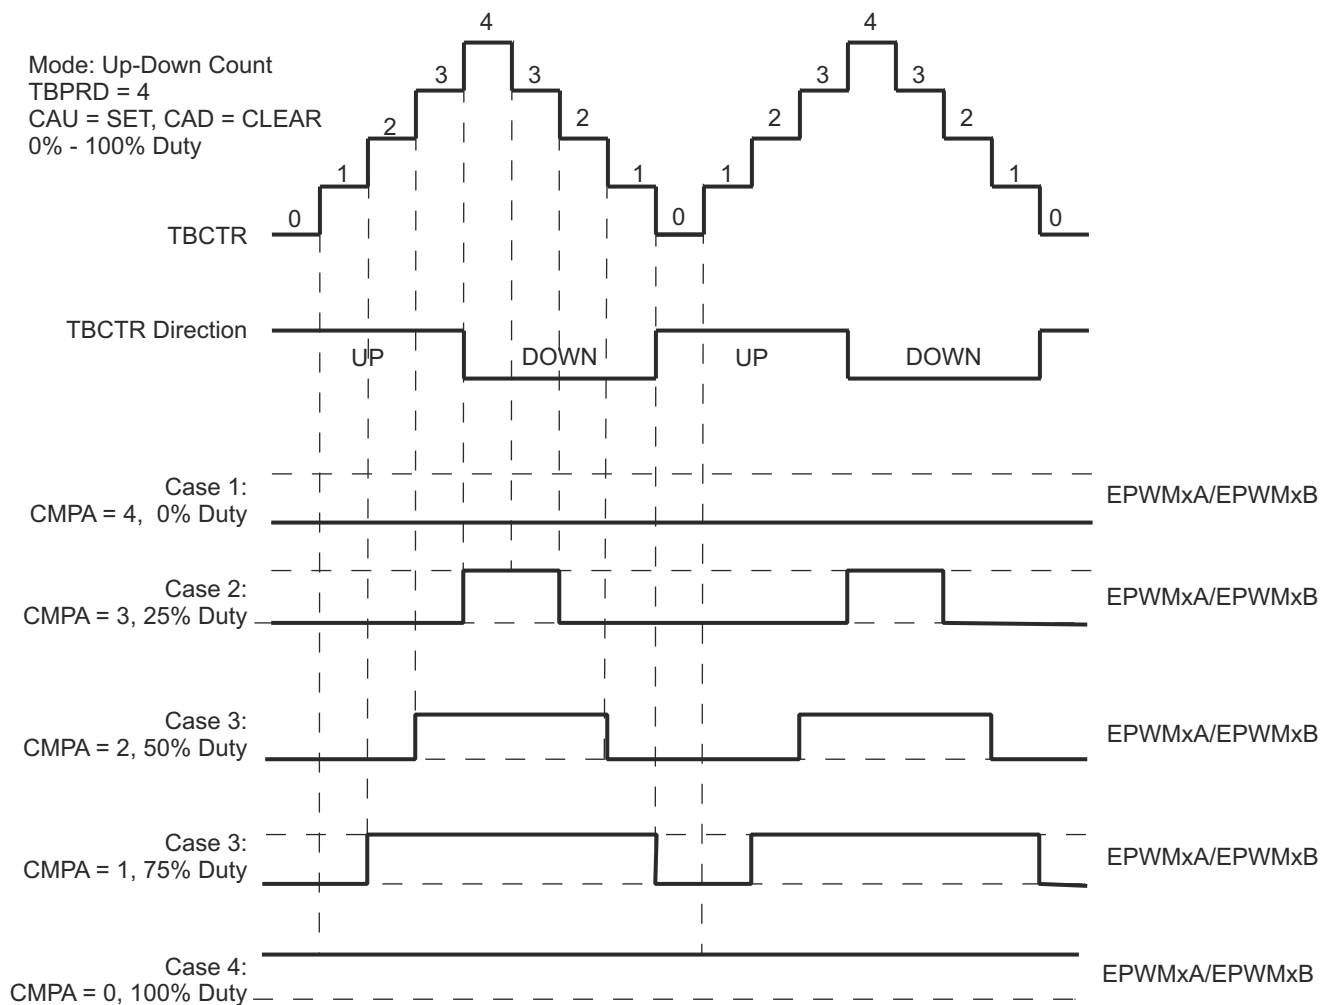 4
4
Mode: Up-Down Count
TBPRD = 4
CAU = SET, CAD = CLEAR
0% - 100% Duty
3
3
3
3
2
2
2
2
1
1
1
1
0
0
0
TBCTR
TBCTR Direction
UP
DOWN
UP
DOWN
Case 1:
CMPA = 4, 0% Duty
EPWMxA/EPWMxB
Case 2:
CMPA = 3, 25% Duty
EPWMxA/EPWMxB
Case 3:
CMPA = 2, 50% Duty
EPWMxA/EPWMxB
Case 3:
CMPA = 1, 75% Duty
EPWMxA/EPWMxB
Case 4:
CMPA = 0, 100% Duty
EPWMxA/EPWMxB